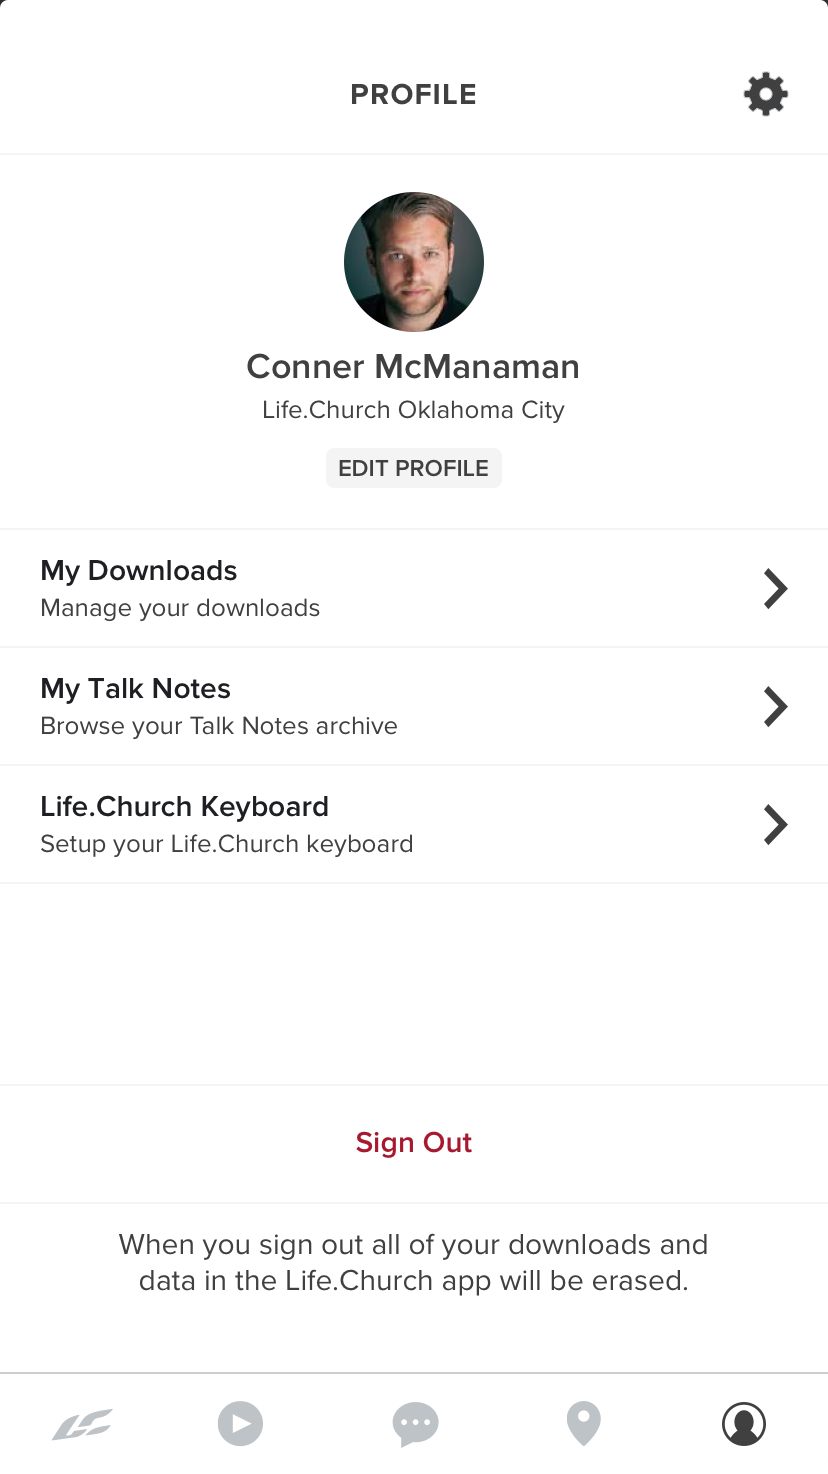 PROFILE
Conner McManaman
Life.Church Oklahoma City
EDIT PROFILE
My Downloads
Manage your downloads
My Talk Notes
Browse your Talk Notes archive
Life.Church Keyboard
Setup your Life.Church keyboard
Sign Out
When you sign out all of your downloads and
data in the Life.Church app will be erased.